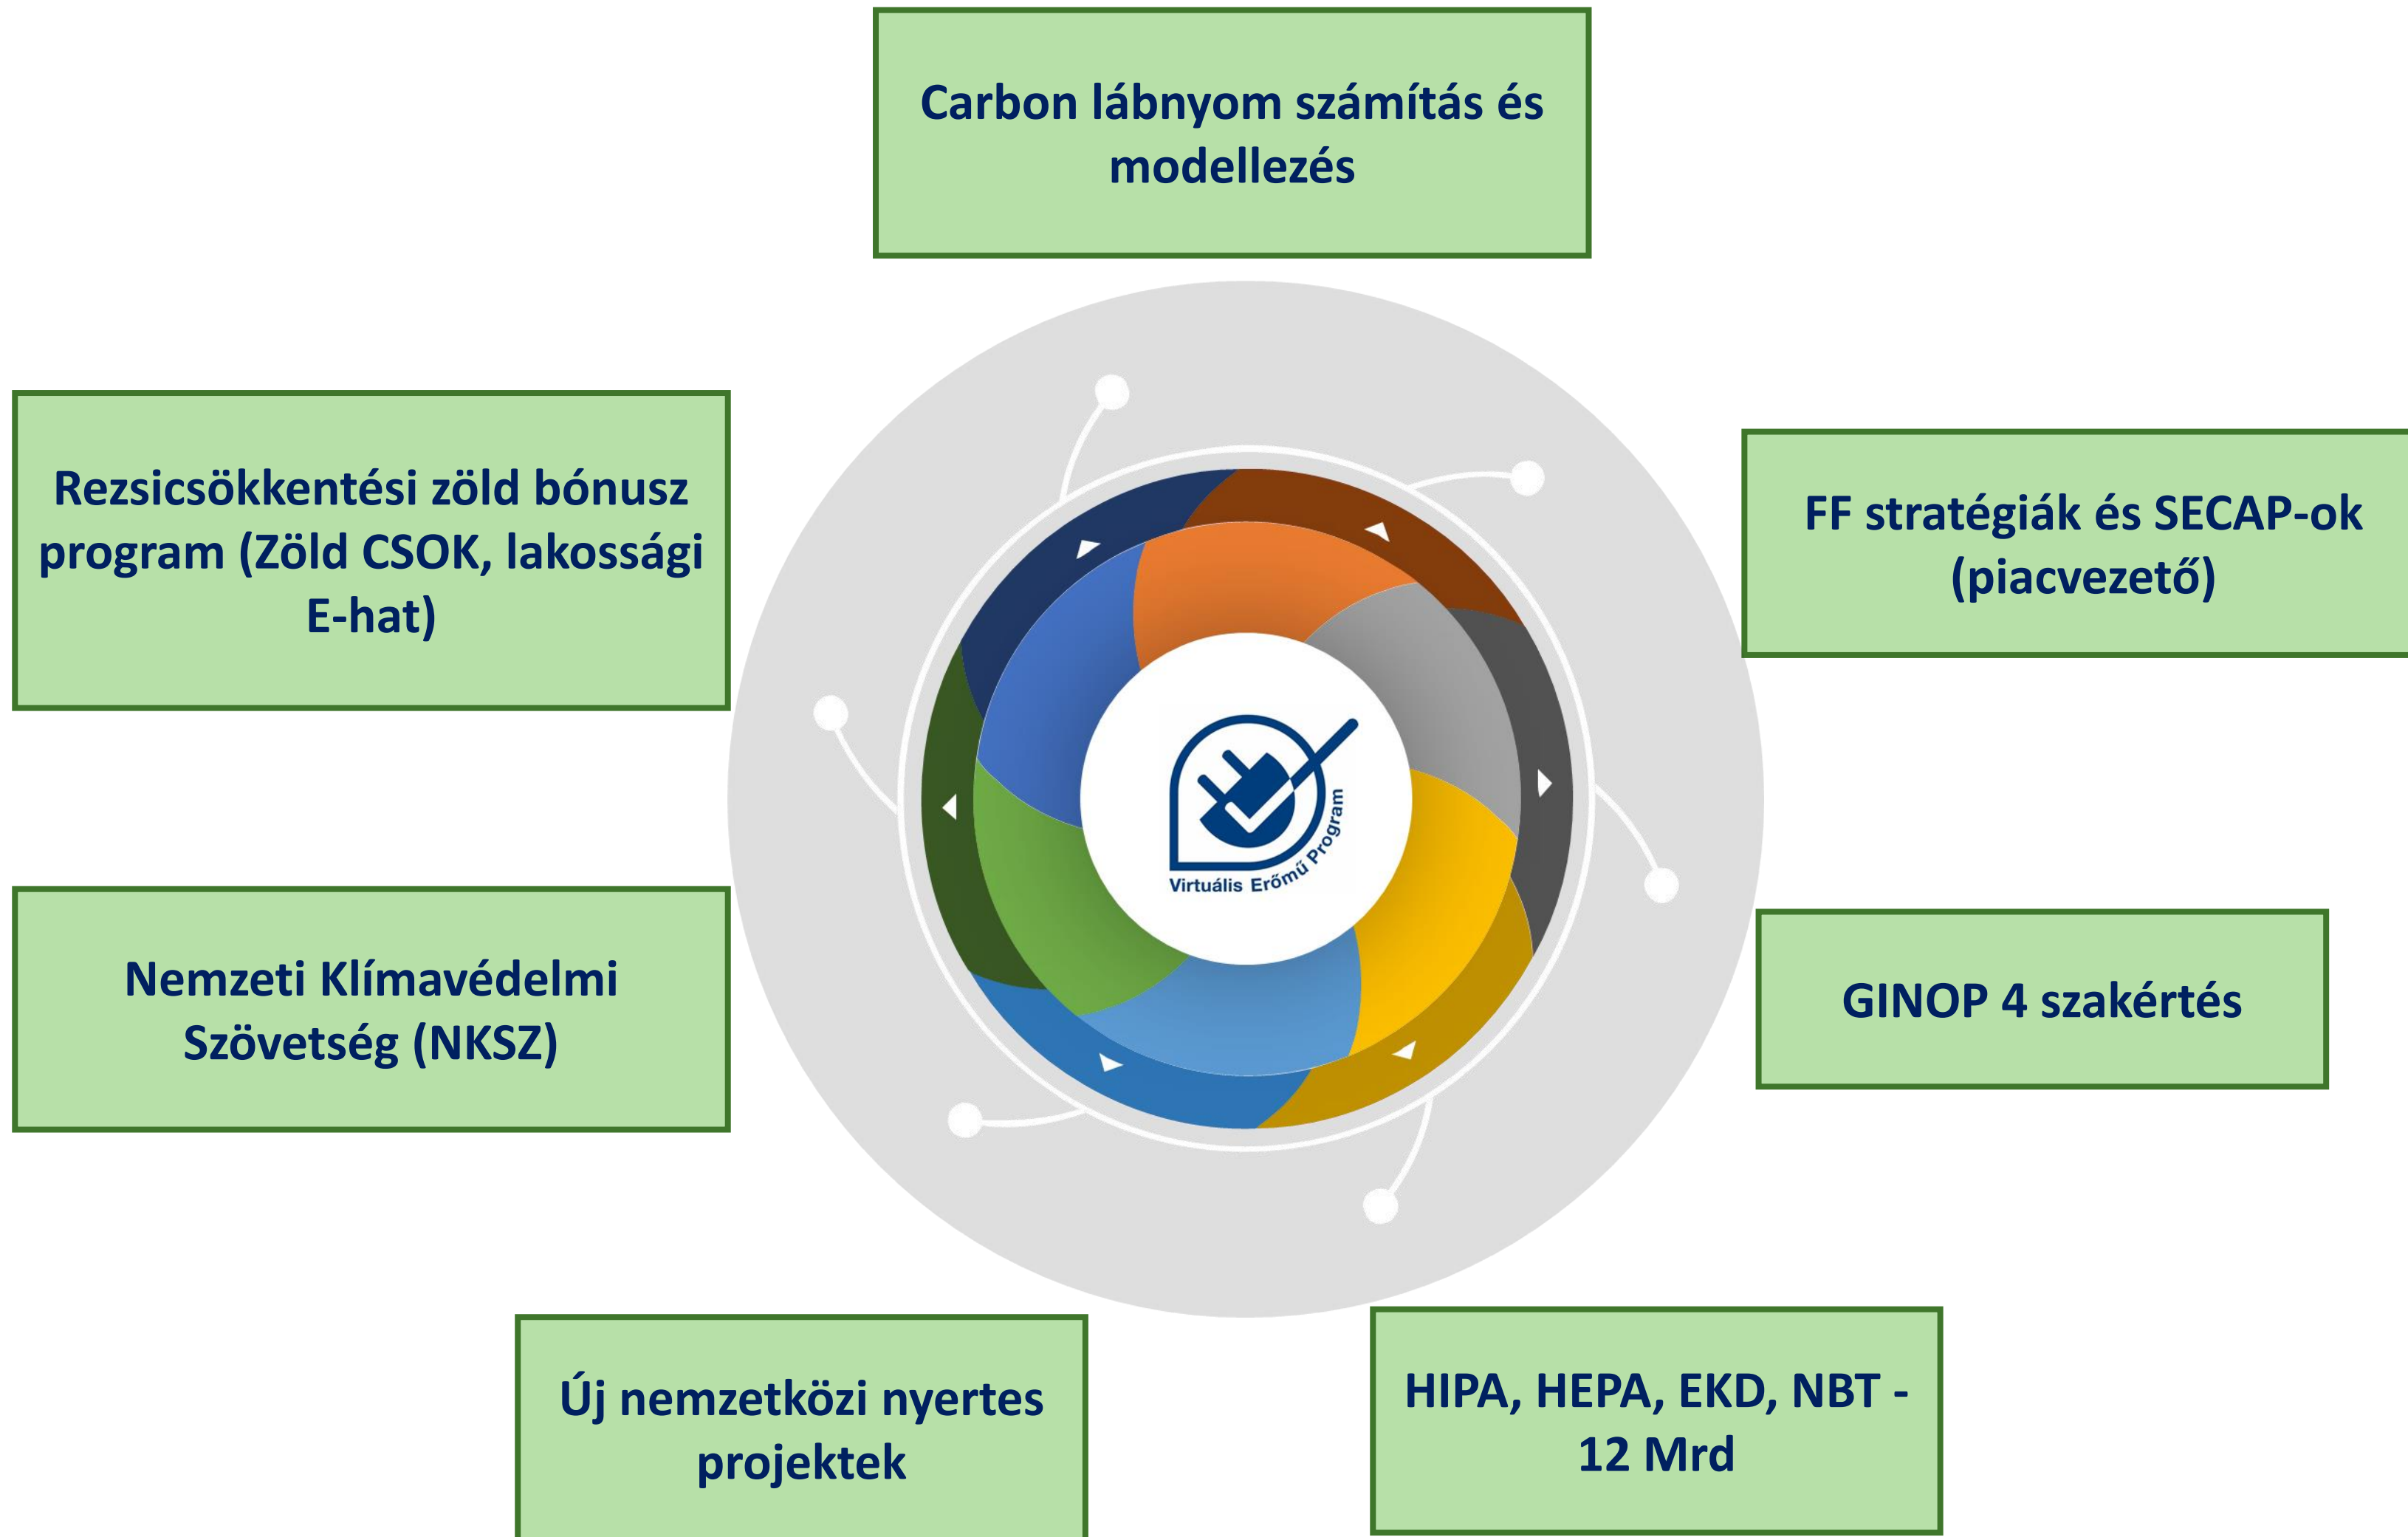 Carbon lábnyom számítás és
modellezés
Rezsicsökkentési zöld bónusz
program (Zöld CSOK, lakossági
E-hat)
FF stratégiák és SECAP-ok
(piacvezető)
Virtuális Erőmű Program
Nemzeti Klímavédelmi
Szövetség (NKSZ)
GINOP 4 szakértés
Új nemzetközi nyertes
projektek
HIPA, HEPA, EKD, NBT -
12 Mrd